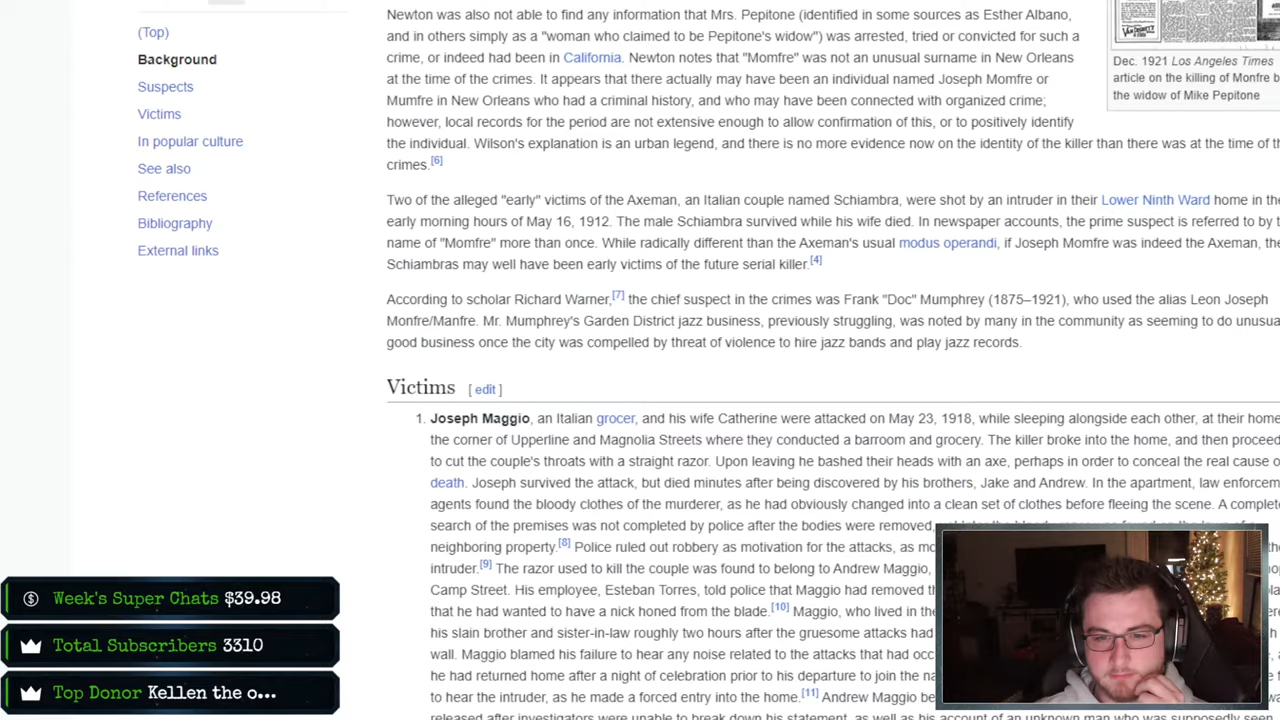 (Top)
Background
Suspects
Victims
In popular culture
See also
References
Bibliography
External links
Newton was also not able to find any information that Mrs. Pepitone (identified in some sources as Esther Albano,
and in others simply as a "woman who claimed to be Pepitone's widow") was arrested, tried or convicted for such a
crime, or indeed had been in California. Newton notes that "Momfre" was not an unusual surname in New Orleans
at the time of the crimes. It appears that there actually may have been an individual named Joseph Momfre or
Mumfre in New Orleans who had a criminal history, and who may have been connected with organized crime;
however, local records for the period are not extensive enough to allow confirmation of this, or to positively identify
the individual. Wilson's explanation is an urban legend, and there is no more evidence now on the identity of the killer than there was at the time of
crimes.[6]
Dec. 1921 Los Angeles Times
article on the killing of Monfre
the widow of Mike Pepitone
Two of the alleged "early" victims of the Axeman, an Italian couple named Schiambra, were shot by an intruder in their Lower Ninth Ward home in
early morning hours of May 16, 1912. The male Schiambra survived while his wife died. In newspaper accounts, the prime suspect is referred to by
name of "Momfre" more than once. While radically different than the Axeman's usual modus operandi, if Joseph Momfre was indeed the Axeman,
Schiambras may well have been early victims of the future serial killer.[4]
According to scholar Richard Warner,[7] the chief suspect in the crimes was Frank "Doc" Mumphrey (1875–1921), who used the alias Leon Joseph
Monfre/Manfre. Mr. Mumphrey's Garden District jazz business, previously struggling, was noted by many in the community as seeming to do
good business once the city was compelled by threat of violence to hire jazz bands and play jazz records.
Victims [ edit ]
1. Joseph Maggio, an Italian grocer, and his wife Catherine were attacked on May 23, 1918, while sleeping alongside each other, at their home
the corner of Upperline and Magnolia Streets where they conducted a barroom and grocery. The killer broke into the home, and then
to cut the couple's throats with a straight razor. Upon leaving he bashed their heads with an axe, perhaps in order to conceal the real cause
death. Joseph survived the attack, but died minutes after being discovered by his brothers, Jake and Andrew. In the apartment, law
agents found the bloody clothes of the murderer, as he had obviously changed into a clean set of clothes before fleeing the scene. A
search of the premises was not completed by police after the bodies were removed,
neighboring property.[8] Police ruled out robbery as motivation for the attacks, as
intruder.[9] The razor used to kill the couple was found to belong to Andrew Maggio,
Camp Street. His employee, Esteban Torres, told police that Maggio had removed
that he had wanted to have a nick honed from the blade.[10] Maggio, who lived in the
his slain brother and sister-in-law roughly two hours after the gruesome attacks had
wall. Maggio blamed his failure to hear any noise related to the attacks that had
he had returned home after a night of celebration prior to his departure to join the
to hear the intruder, as he made a forced entry into the home.[11] Andrew Maggio
released after investigators were unable to break down his statement, as well as his account of an unknown man who was supposedly
Week's Super Chats $39.98
Total Subscribers 3310
Top Donor Kellen the o...